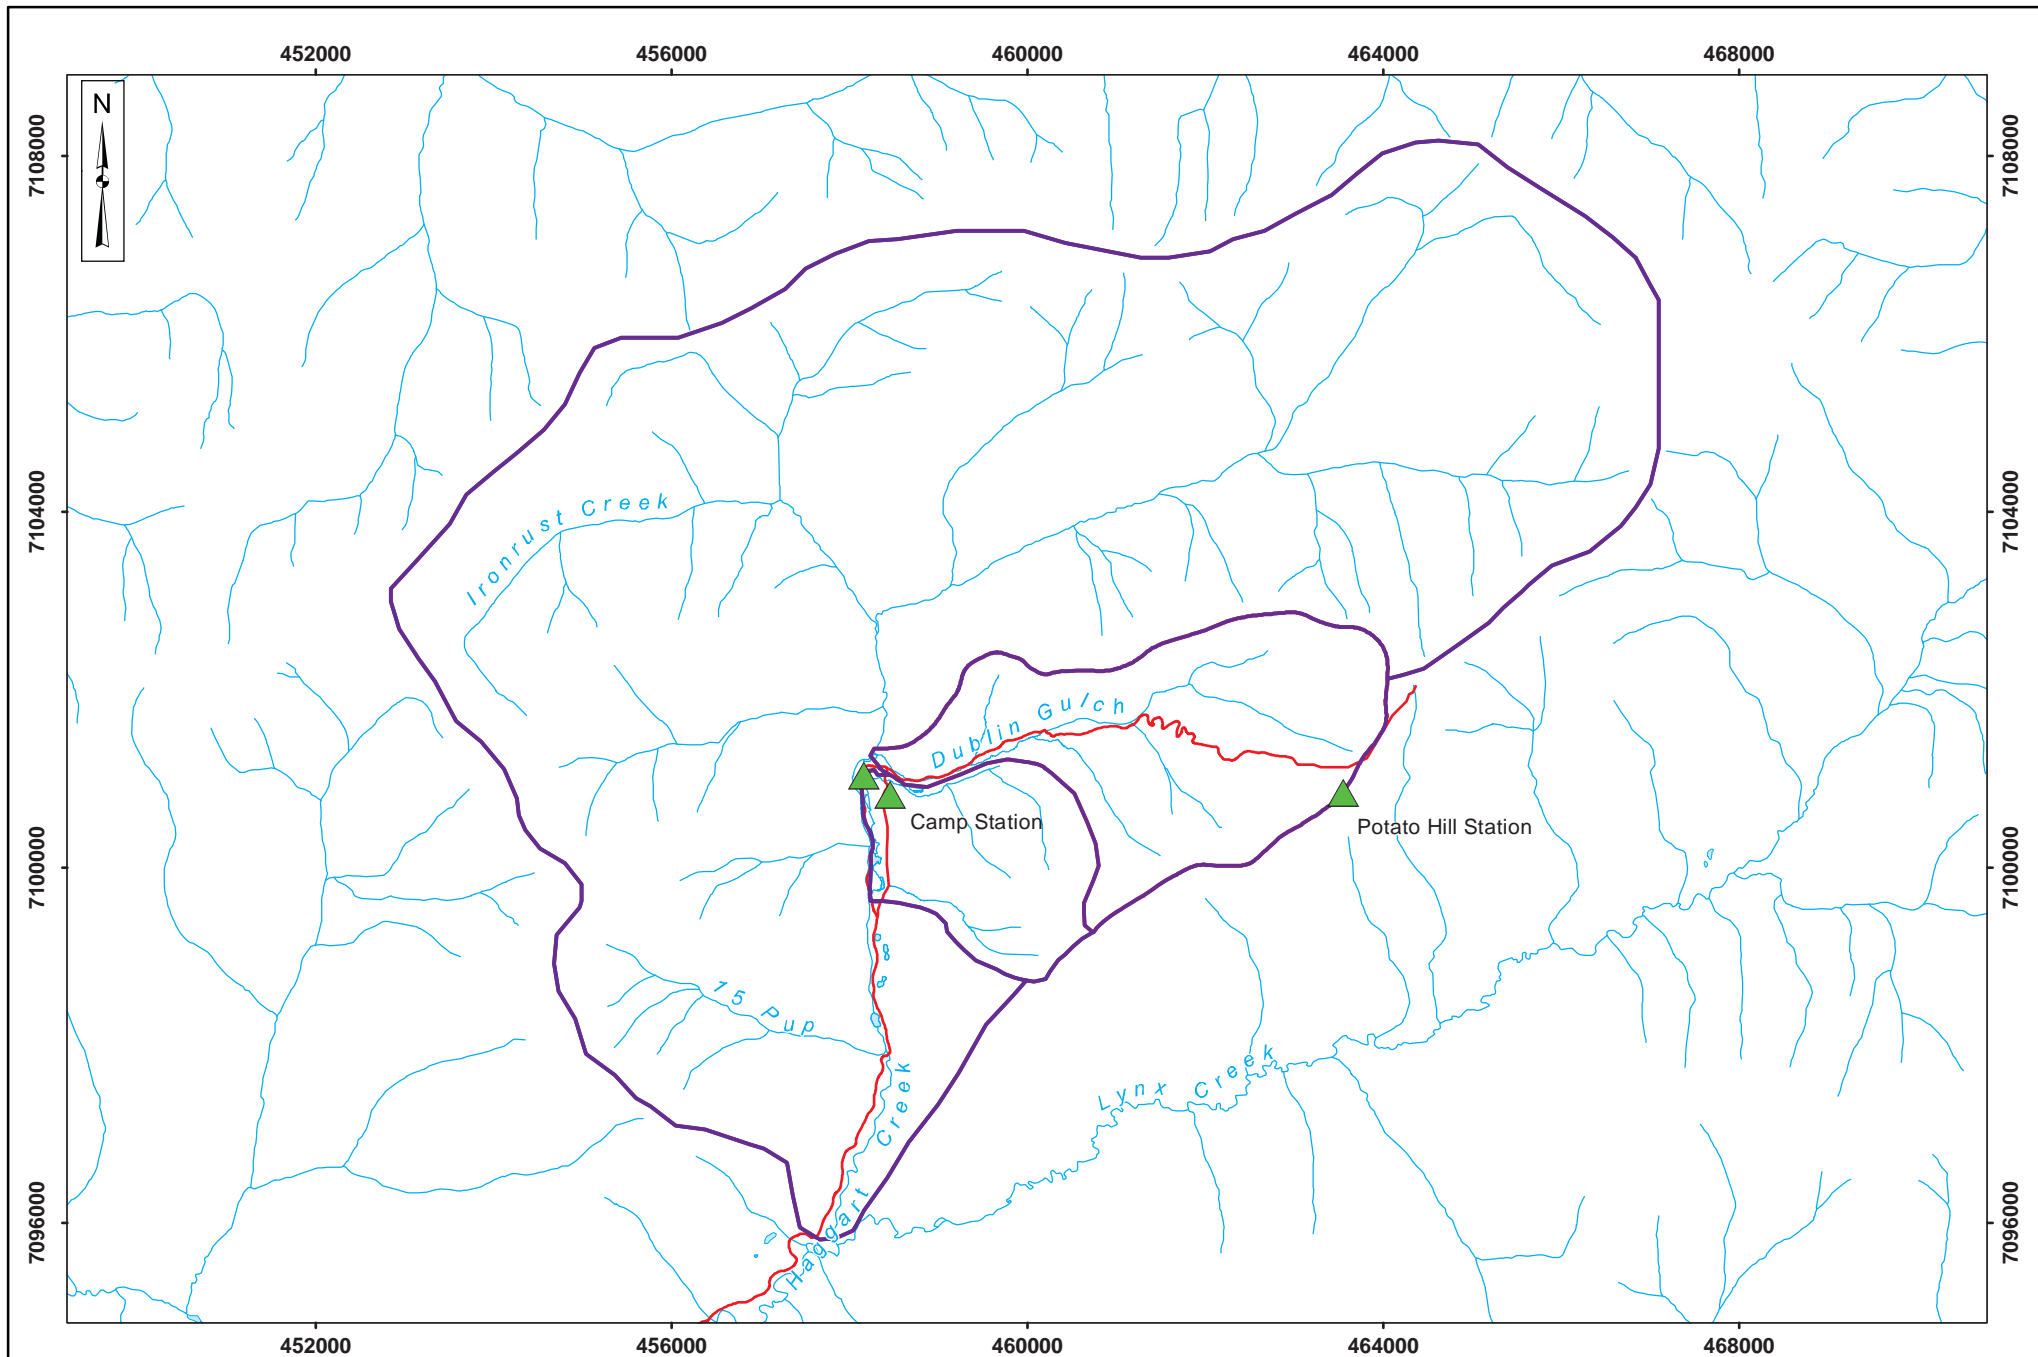 452000 456000 460000 464000 468000
N
7108000 7108000
7104000 7104000
Ironrust Creek
Dublin Gulch
Camp Station
Potato Hill Station
7100000 7100000
15 Pup
Lynx Creek
Haggart Creek
7096000 7096000
452000 456000 460000 464000 468000